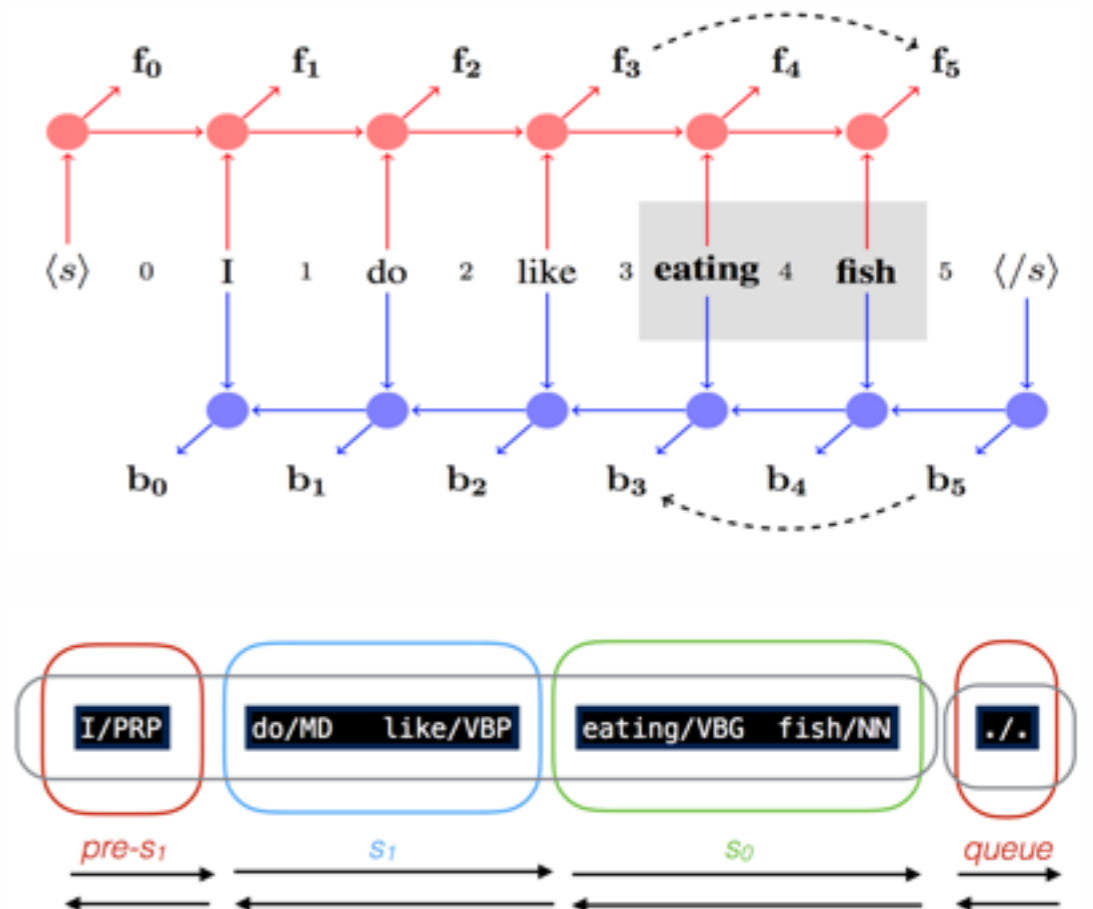 f₀ f₁ f₂ f₃ f₄ f₅
⟨s⟩ 0 I 1 do 2 like 3 eating 4 fish 5 ⟨/s⟩
b₀ b₁ b₂ b₃ b₄ b₅
I/PRP do/MD like/VBP eating/VBG fish/NN ./.
pre-s₁ s₁ s₀ queue